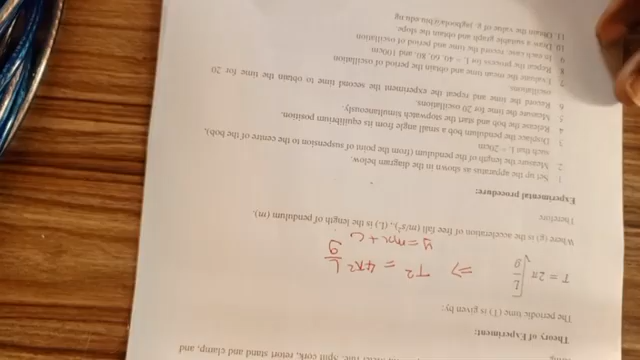 meter rule. Split cork, retort stand and clamp, and
Theory of Experiment:
The periodic time (T) is given by:
T = 2π √(L/g) ⇒ T² = 4π² L/g
y = mx + c
Where (g) is the acceleration of free fall (m/s²), (L) is the length of pendulum (m).
Therefore
Experimental procedure:
1 Set up the apparatus as shown in the diagram below.
2 Measure the length of the pendulum (from the point of suspension to the centre of the bob),
such that L = 20cm
3 Displace the pendulum bob a small angle from its equilibrium position.
4 Release the bob and start the stopwatch simultaneously.
5 Measure the time for 20 oscillations.
6 Record the time and repeat the experiment the second time to obtain the time for 20
oscillations.
7 Evaluate the mean time and obtain the period of oscillation
8 Repeat the process for L = 40, 60, 80, and 100cm
9 In each case, record the time and period of oscillation
10 Draw a suitable graph and obtain the slope.
11. Obtain the value of g.